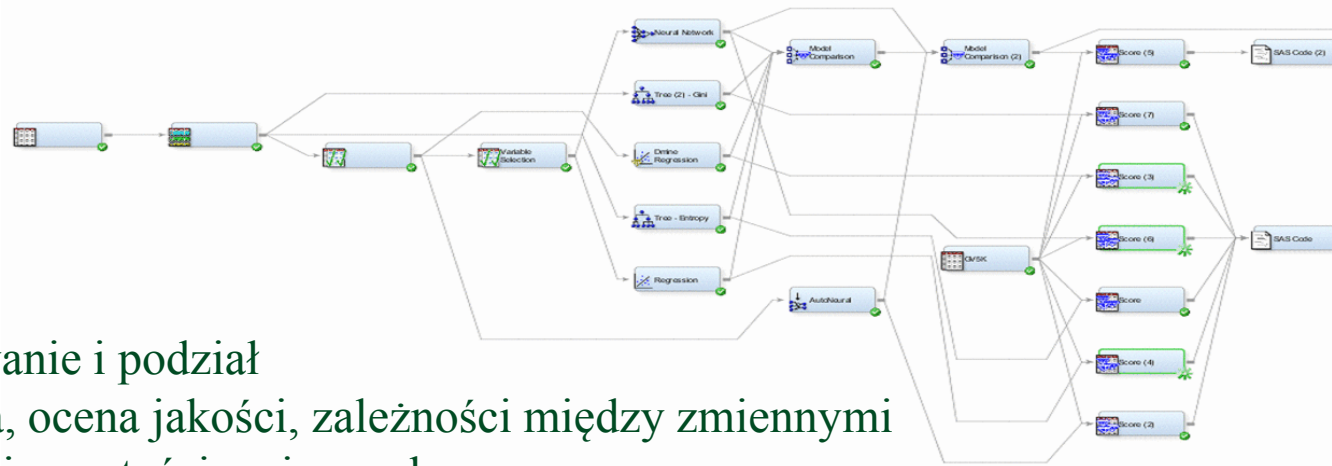 Neural Network
Model Comparison
Model Comparison (2)
Score (5)
SAS Code (2)
Tree (2) - Gini
Score (7)
Variable Selection
Dmine Regression
Score (3)
Tree - Entropy
Score (6)
SAS Code
Regression
AutoNeural
Score
Score (4)
Score (2)
anie i podział
ocena jakości, zależności między zmiennymi